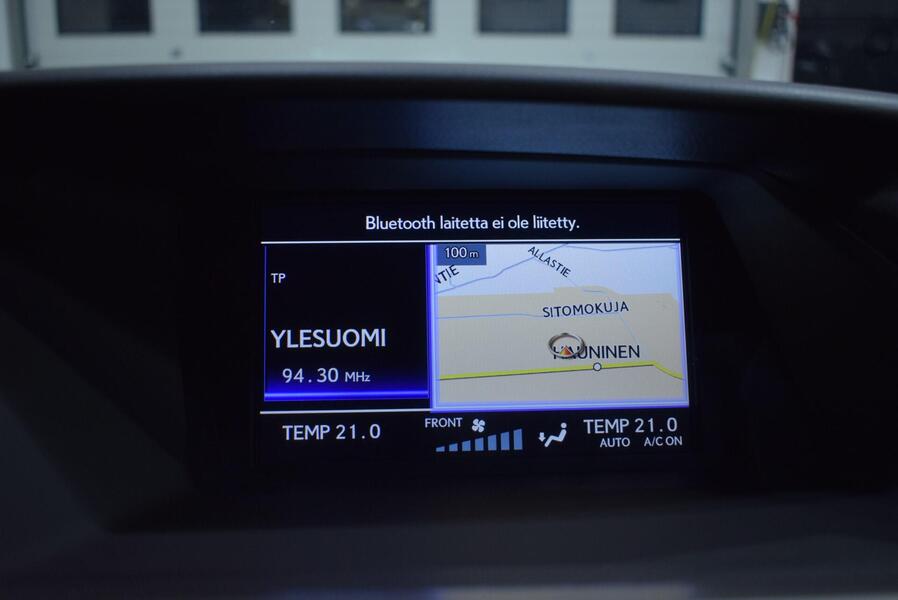 Bluetooth laitetta ei ole liitetty.
TP
YLESUOMI
94.30 MHz
100 m
ALLASTIE
SITOMOKUJA
TEMP 21.0
FRONT
TEMP 21.0
AUTO A/C ON